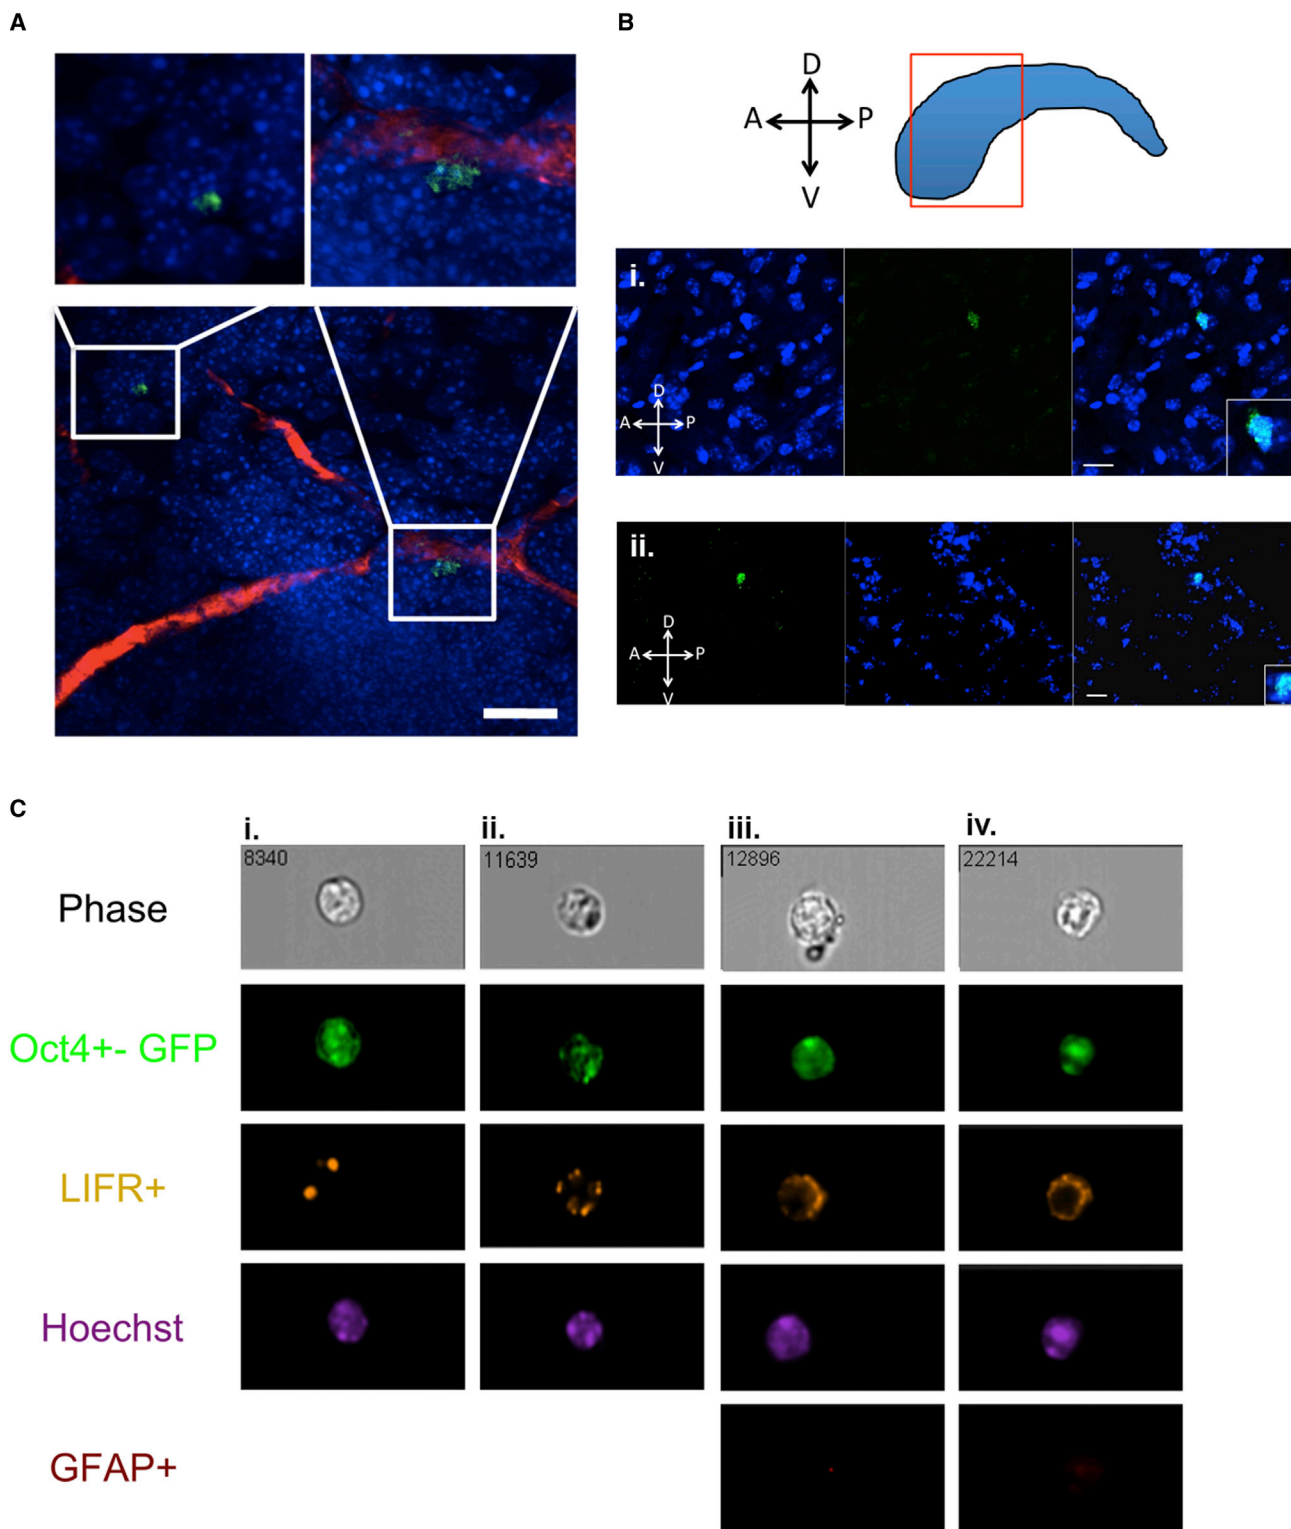 A
B
D
A P
V
i.
D
A P
V
ii.
D
A P
V
C
i. ii. iii. iv.
8340 11639 12896 22214
Phase
Oct4+- GFP
LIFR+
Hoechst
GFAP+